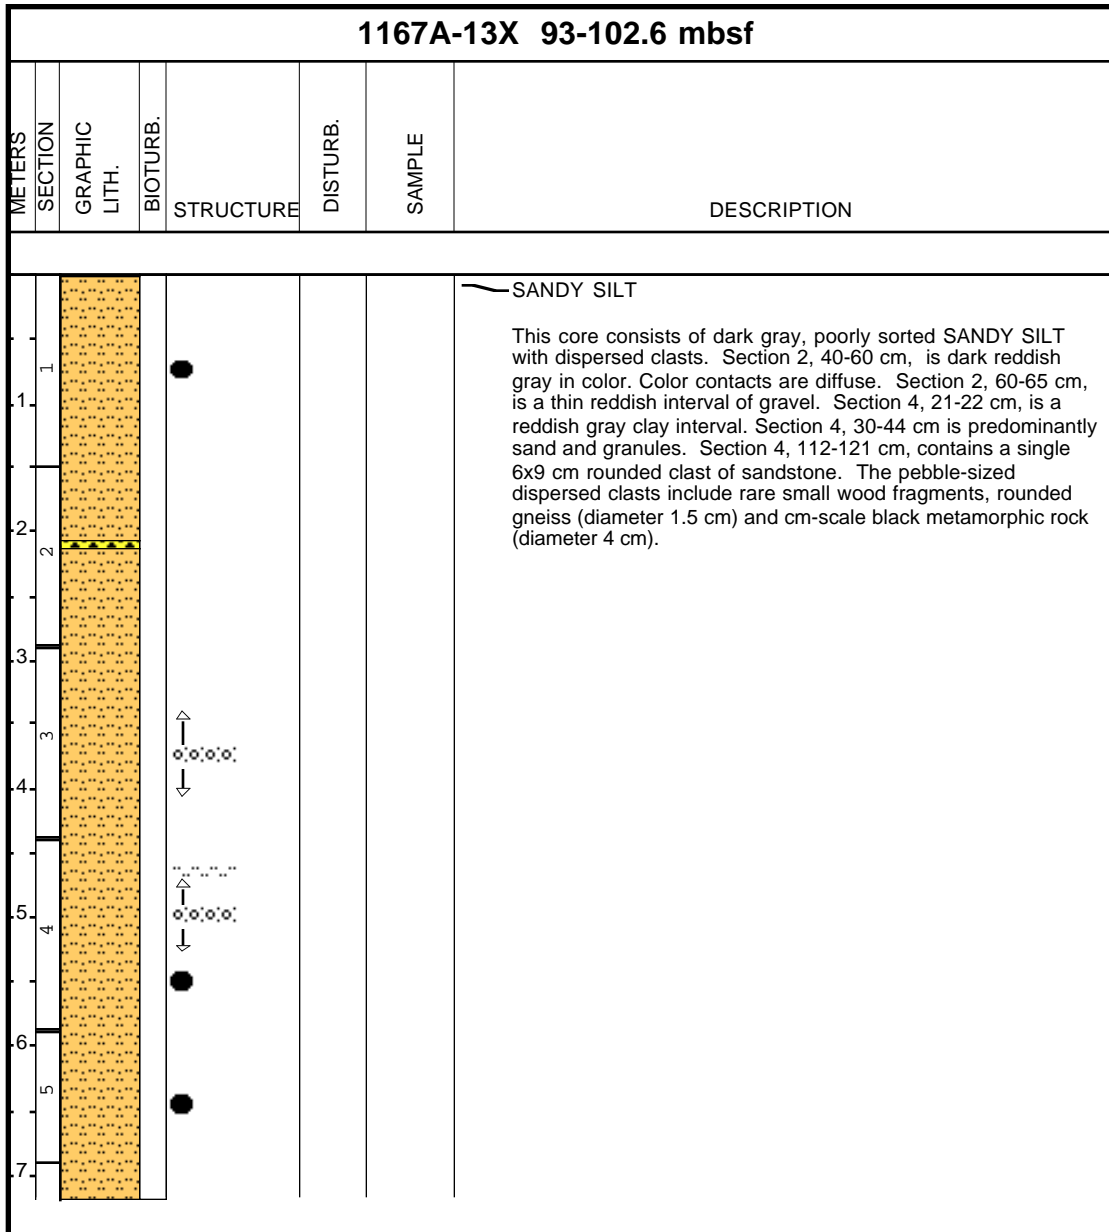 1167A-13X 93-102.6 mbsf
METERS
SECTION
GRAPHIC
LITH.
BIOTURB.
STRUCTURE
DISTURB.
SAMPLE
DESCRIPTION
SANDY SILT
This core consists of dark gray, poorly sorted SANDY SILT
with dispersed clasts. Section 2, 40-60 cm, is dark reddish
gray in color. Color contacts are diffuse. Section 2, 60-65 cm,
is a thin reddish interval of gravel. Section 4, 21-22 cm, is a
reddish gray clay interval. Section 4, 30-44 cm is predominantly
sand and granules. Section 4, 112-121 cm, contains a single
6x9 cm rounded clast of sandstone. The pebble-sized
dispersed clasts include rare small wood fragments, rounded
gneiss (diameter 1.5 cm) and cm-scale black metamorphic rock
(diameter 4 cm).
1
1
2
2
3
3
4
5
4
6
5
7